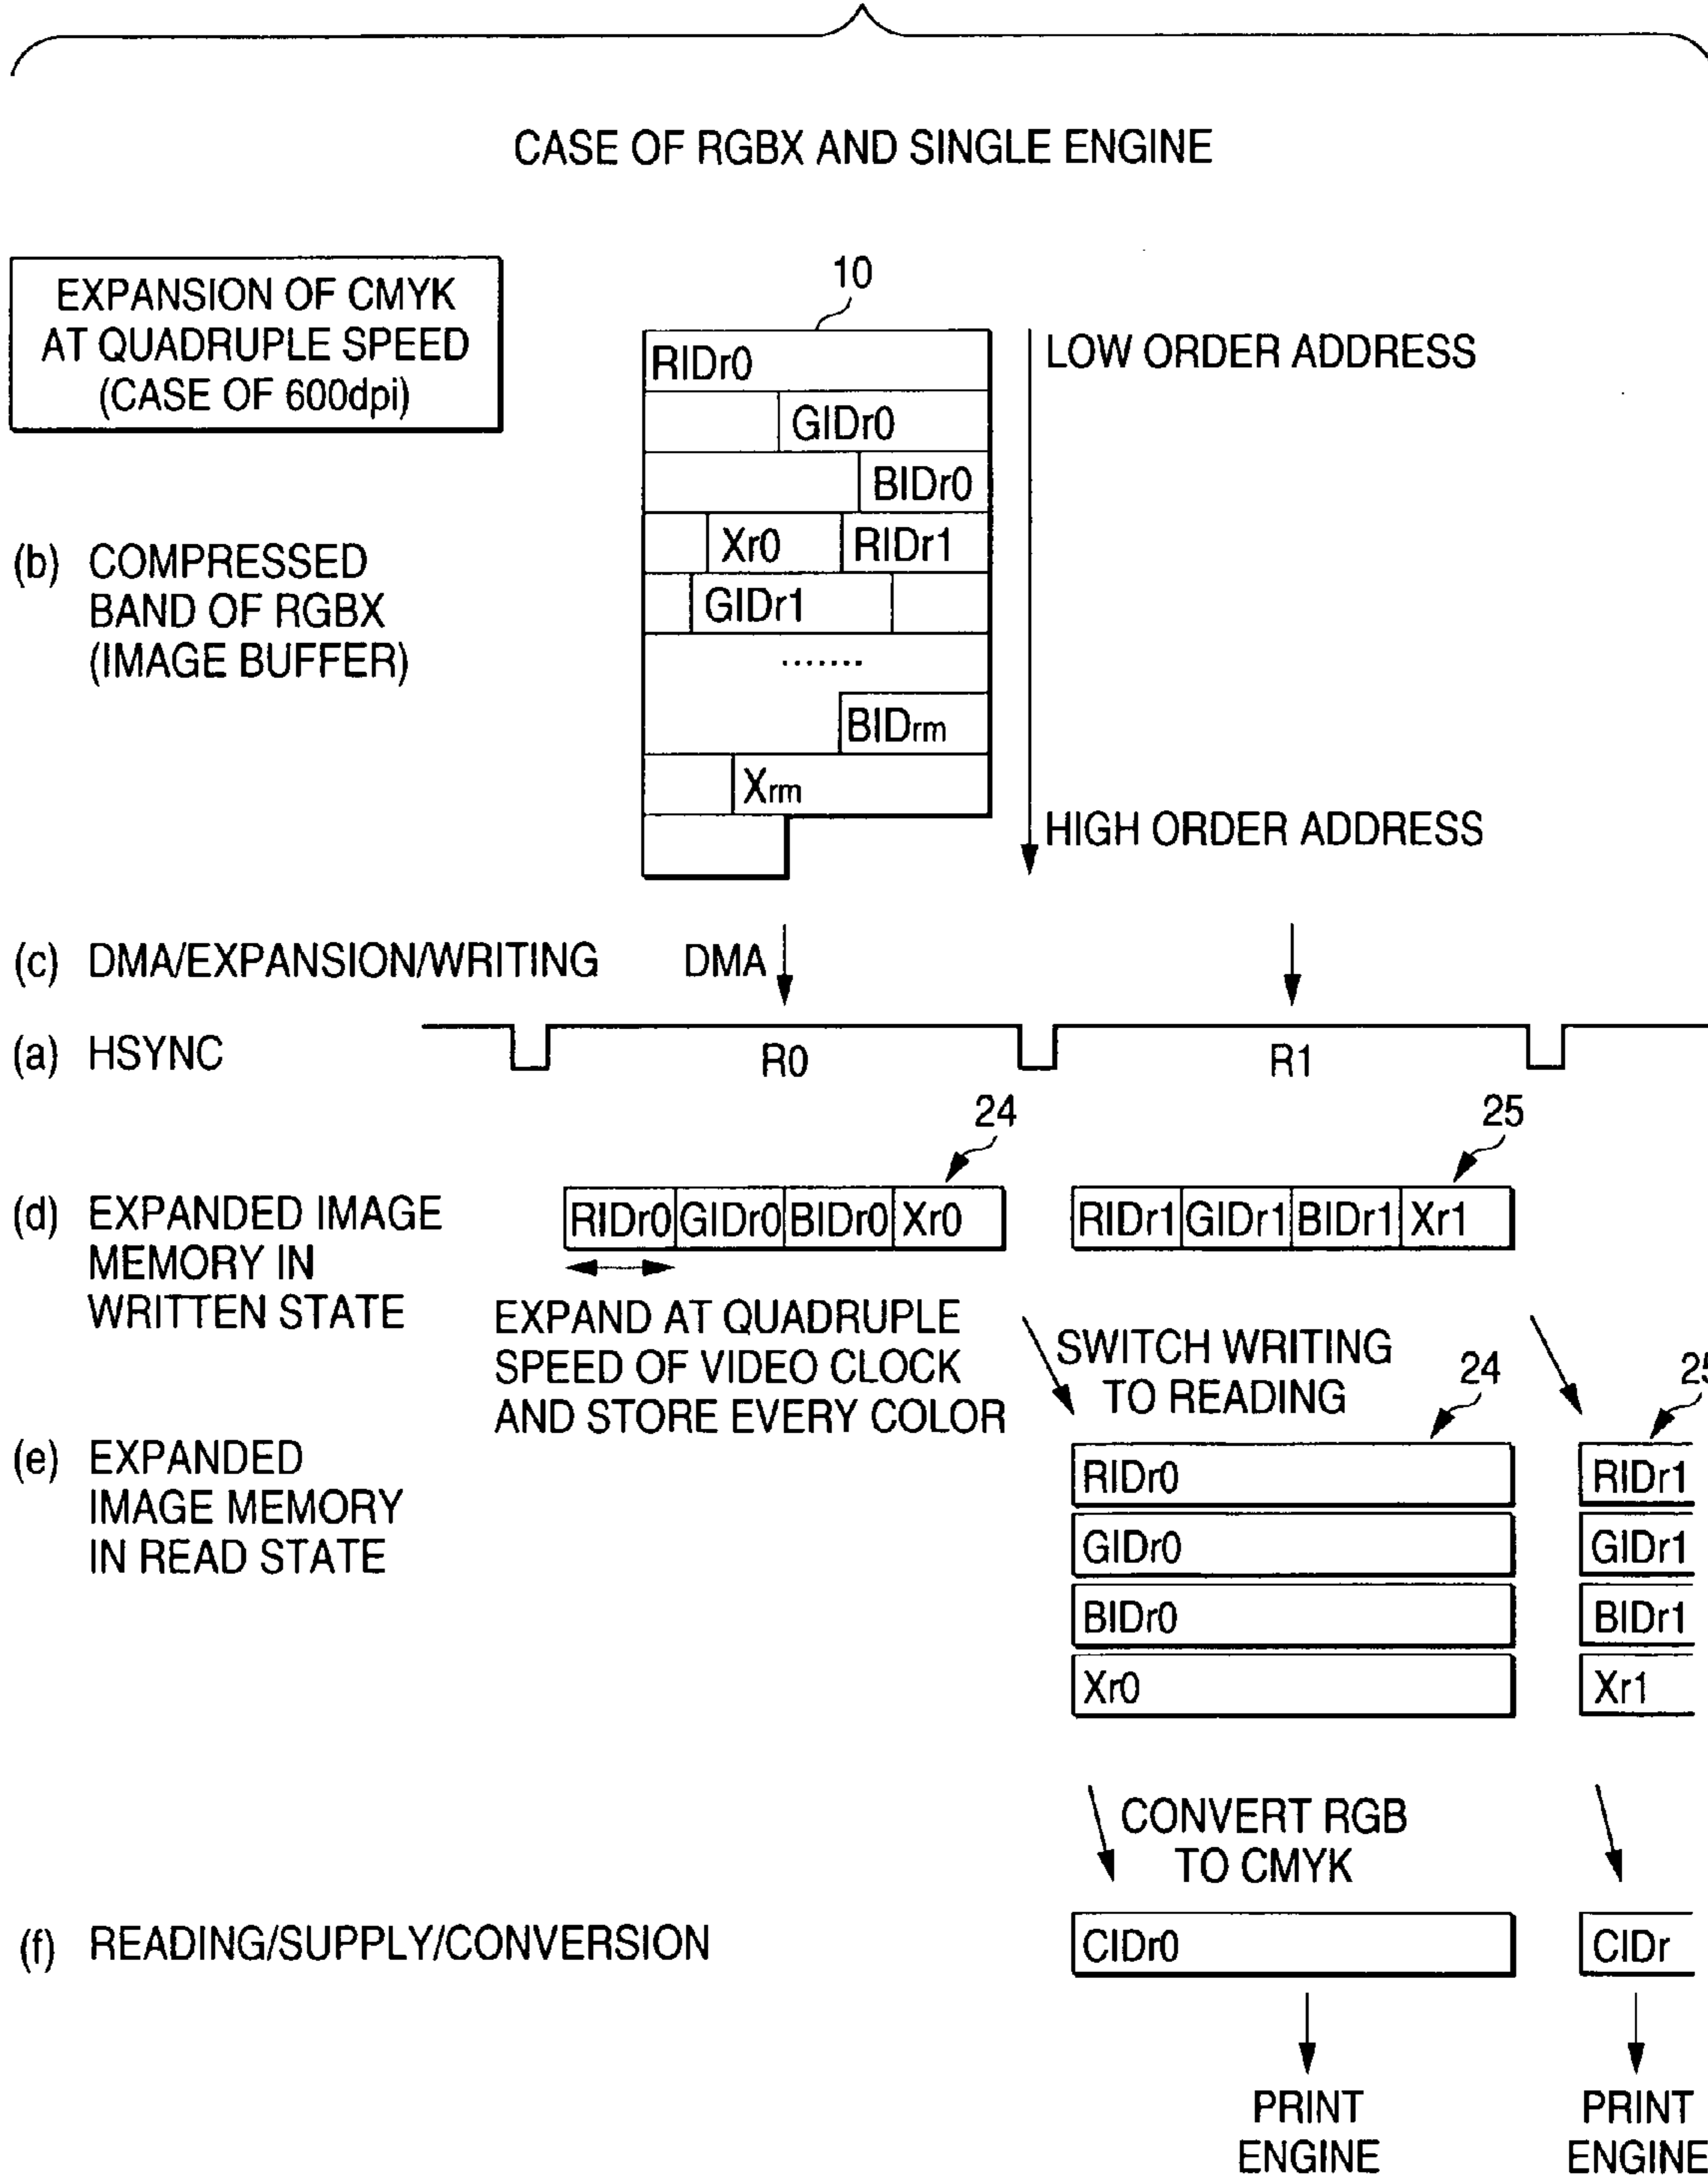 CASE OF RGBX AND SINGLE ENGINE
EXPANSION OF CMYK
AT QUADRUPLE SPEED
(CASE OF 600dpi)
10
RIDr0
LOW ORDER ADDRESS
GIDr0
BIDr0
(b) COMPRESSED
BAND OF RGBX
(IMAGE BUFFER)
Xr0 RIDr1
GIDr1
.......
BIDrm
Xrm
HIGH ORDER ADDRESS
(c) DMA/EXPANSION/WRITING DMA
(a) HSYNC R0 R1
24 25
(d) EXPANDED IMAGE
MEMORY IN
WRITTEN STATE
RIDr0 GIDr0 BIDr0 Xr0 RIDr1 GIDr1 BIDr1 Xr1
EXPAND AT QUADRUPLE
SPEED OF VIDEO CLOCK
AND STORE EVERY COLOR
SWITCH WRITING
TO READING
24 25
(e) EXPANDED
IMAGE MEMORY
IN READ STATE
RIDr0 RIDr1
GIDr0 GIDr1
BIDr0 BIDr1
Xr0 Xr1
CONVERT RGB
TO CMYK
(f) READING/SUPPLY/CONVERSION CIDr0 CIDr
PRINT
ENGINE
PRINT
ENGINE